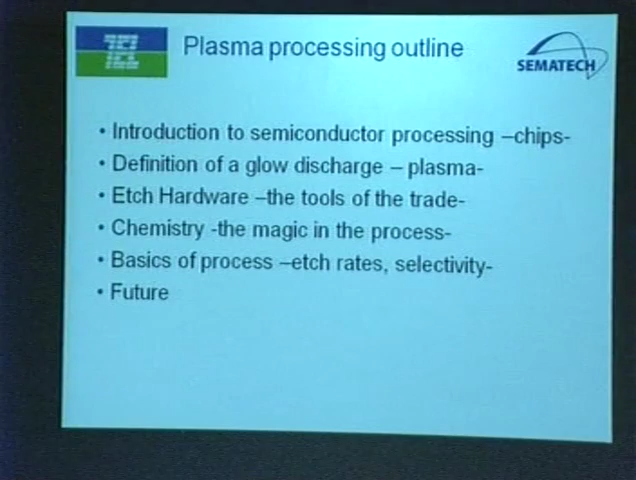 TEL
Plasma processing outline
SEMATECH
• Introduction to semiconductor processing –chips-
• Definition of a glow discharge – plasma-
• Etch Hardware –the tools of the trade-
• Chemistry -the magic in the process-
• Basics of process –etch rates, selectivity-
• Future